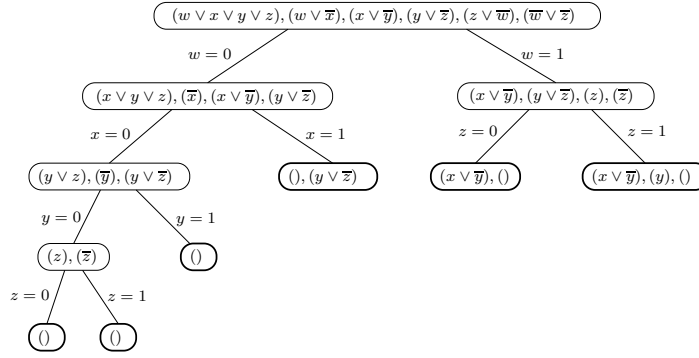 (w ∨ x ∨ y ∨ z), (w ∨ x̅), (x ∨ y̅), (y ∨ z̅), (z ∨ w̅), (w̅ ∨ z̅)
w = 0
w = 1
(x ∨ y ∨ z), (x̅), (x ∨ y̅), (y ∨ z̅)
(x ∨ y̅), (y ∨ z̅), (z), (z̅)
x = 0
x = 1
z = 0
z = 1
(y ∨ z), (y̅), (y ∨ z̅)
(), (y ∨ z̅)
(x ∨ y̅), ()
(x ∨ y̅), (y), ()
y = 0
y = 1
(z), (z̅)
()
z = 0
z = 1
()
()